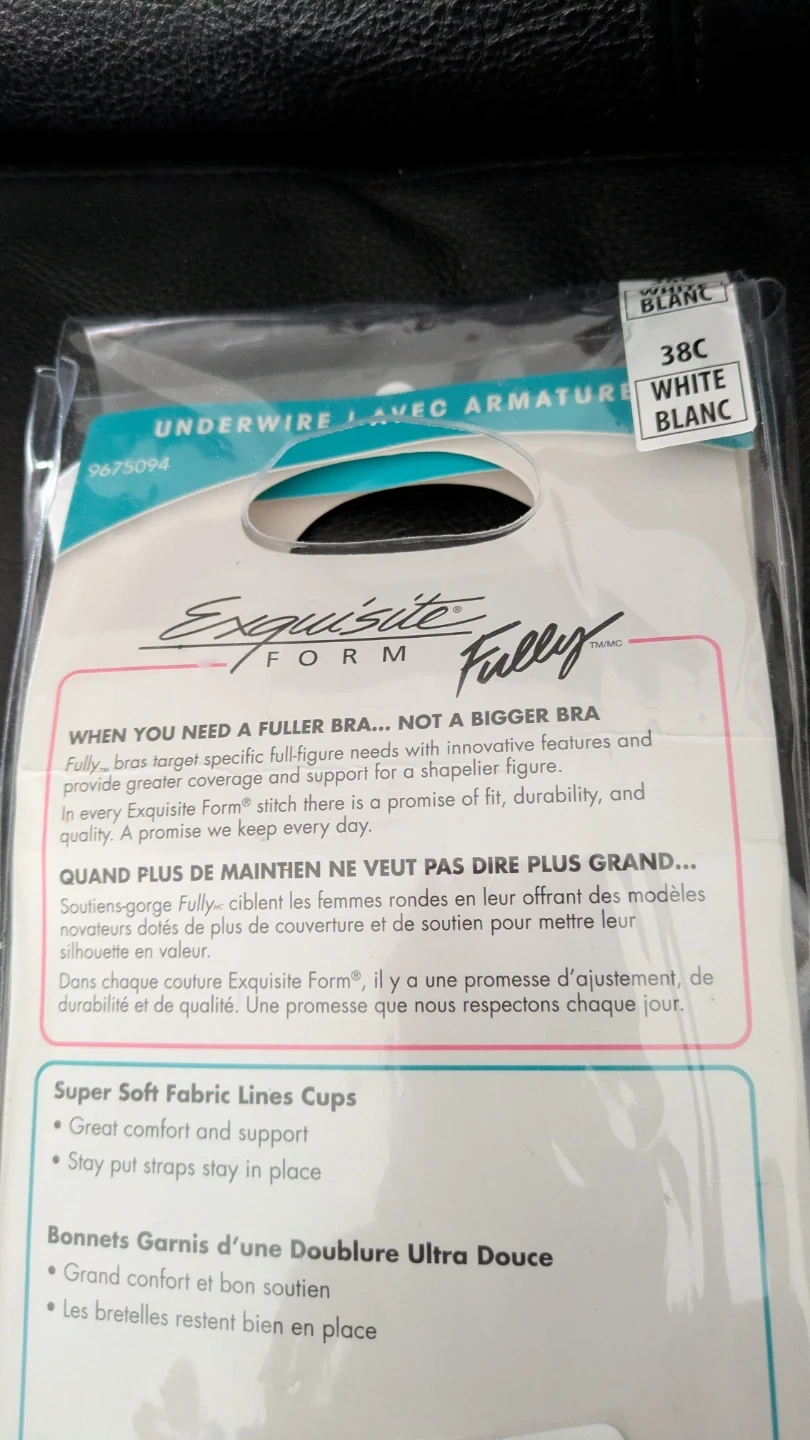 BLANC
38C
WHITE
BLANC
UNDERWIRE / AVEC ARMATURE
9675094
Exquisite®
FORM
Fully TM/MC
WHEN YOU NEED A FULLER BRA... NOT A BIGGER BRA
Fully™ bras target specific full-figure needs with innovative features and
provide greater coverage and support for a shapelier figure.
In every Exquisite Form® stitch there is a promise of fit, durability, and
quality. A promise we keep every day.
QUAND PLUS DE MAINTIEN NE VEUT PAS DIRE PLUS GRAND...
Soutiens-gorge Fully MC ciblent les femmes rondes en leur offrant des modèles
novateurs dotés de plus de couverture et de soutien pour mettre leur
silhouette en valeur.
Dans chaque couture Exquisite Form®, il y a une promesse d'ajustement, de
durabilité et de qualité. Une promesse que nous respectons chaque jour.
Super Soft Fabric Lines Cups
• Great comfort and support
• Stay put straps stay in place
Bonnets Garnis d'une Doublure Ultra Douce
• Grand confort et bon soutien
• Les bretelles restent bien en place